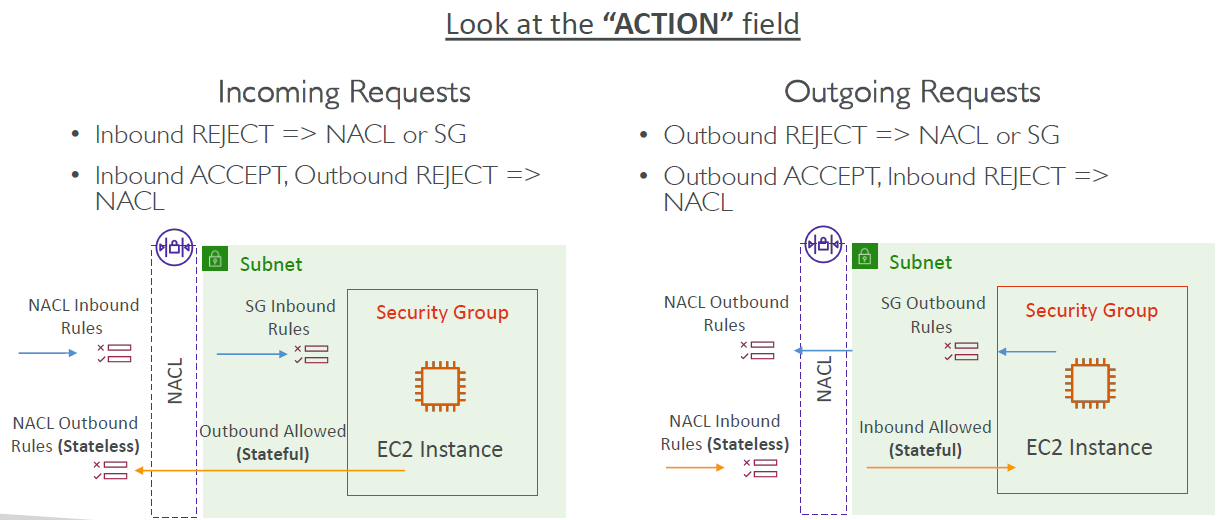 Look at the “ACTION” field
Incoming Requests
• Inbound REJECT => NACL or SG
• Inbound ACCEPT, Outbound REJECT =>
NACL
Subnet
NACL Inbound
Rules
SG Inbound
Rules
Security Group
NACL
NACL Outbound
Rules (Stateless)
Outbound Allowed
(Stateful)
EC2 Instance
Outgoing Requests
• Outbound REJECT => NACL or SG
• Outbound ACCEPT, Inbound REJECT =>
NACL
Subnet
NACL Outbound
Rules
SG Outbound
Rules
Security Group
NACL
NACL Inbound
Rules (Stateless)
Inbound Allowed
(Stateful)
EC2 Instance